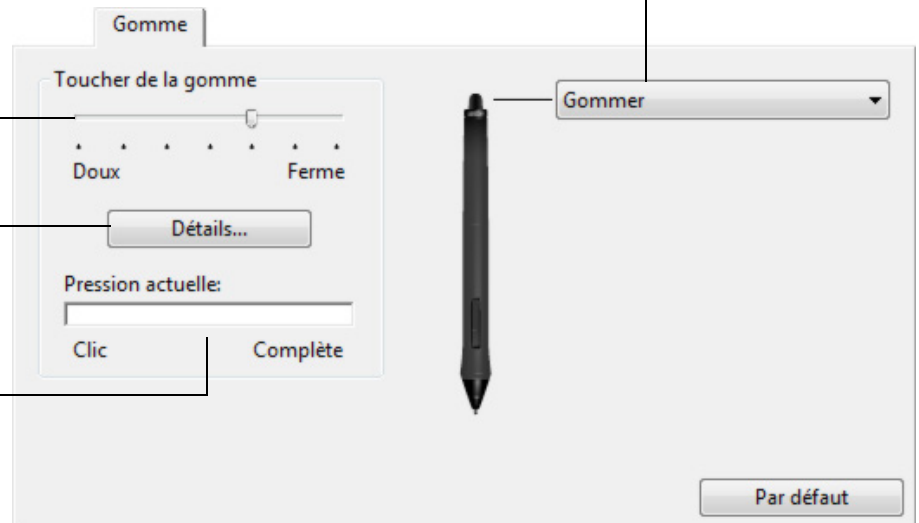 Gomme
Toucher de la gomme
Gommer
Doux Ferme
Détails...
Pression actuelle:
Clic Complète
Par défaut